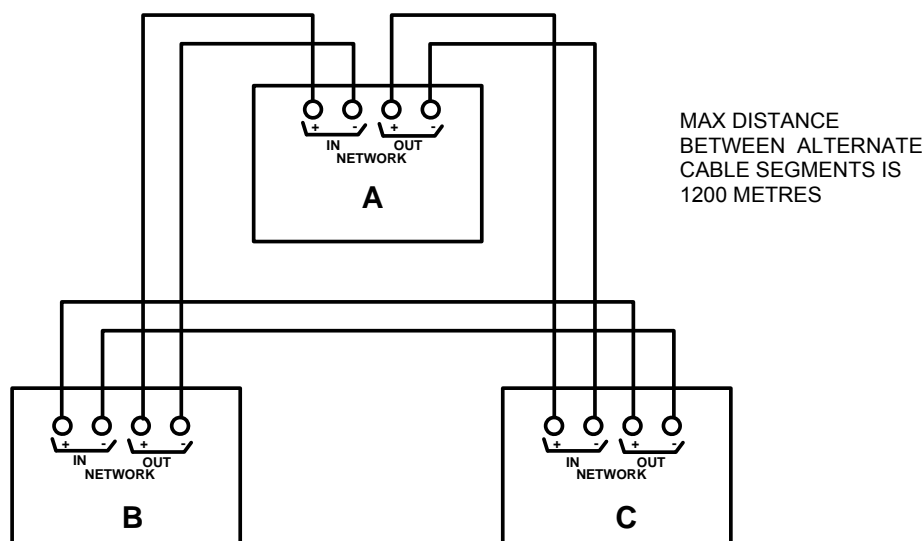 + - + -
IN OUT
NETWORK
A
MAX DISTANCE
BETWEEN ALTERNATE
CABLE SEGMENTS IS
1200 METRES
+ - + -
IN OUT
NETWORK
B
+ - + -
IN OUT
NETWORK
C